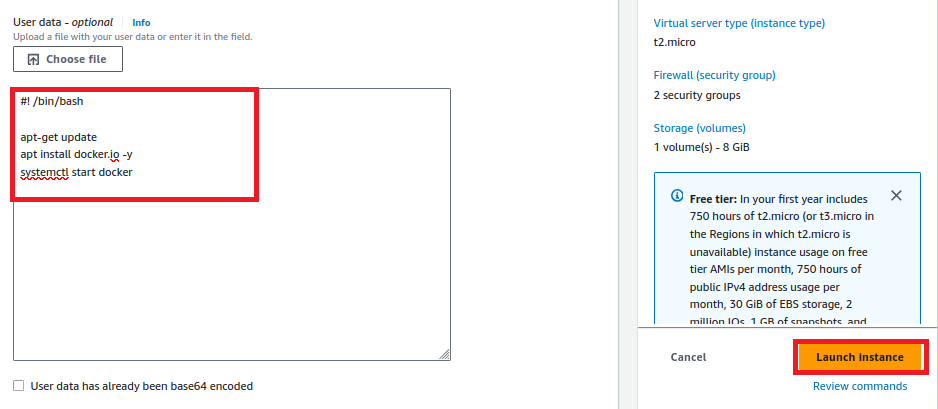 User data - optional Info
Upload a file with your user data or enter it in the field.
Choose file
#! /bin/bash
apt-get update
apt install docker.io -y
systemctl start docker
User data has already been base64 encoded
Virtual server type (instance type)
t2.micro
Firewall (security group)
2 security groups
Storage (volumes)
1 volume(s) - 8 GiB
Free tier: In your first year includes
750 hours of t2.micro (or t3.micro in
the Regions in which t2.micro is
unavailable) instance usage on free
tier AMIs per month, 750 hours of
public IPv4 address usage per
month, 30 GiB of EBS storage, 2
million IOs, 1 GB of snapshots, and
Cancel
Launch instance
Review commands